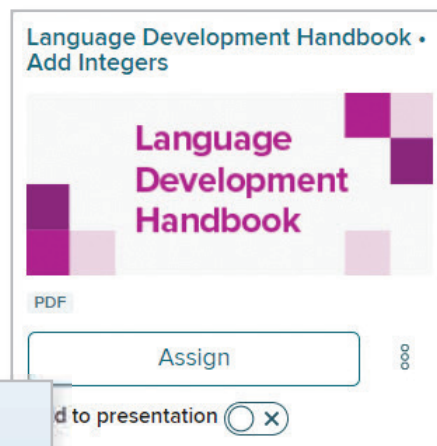 Language Development Handbook •
Add Integers
Language
Development
Handbook
PDF
Assign
d to presentation